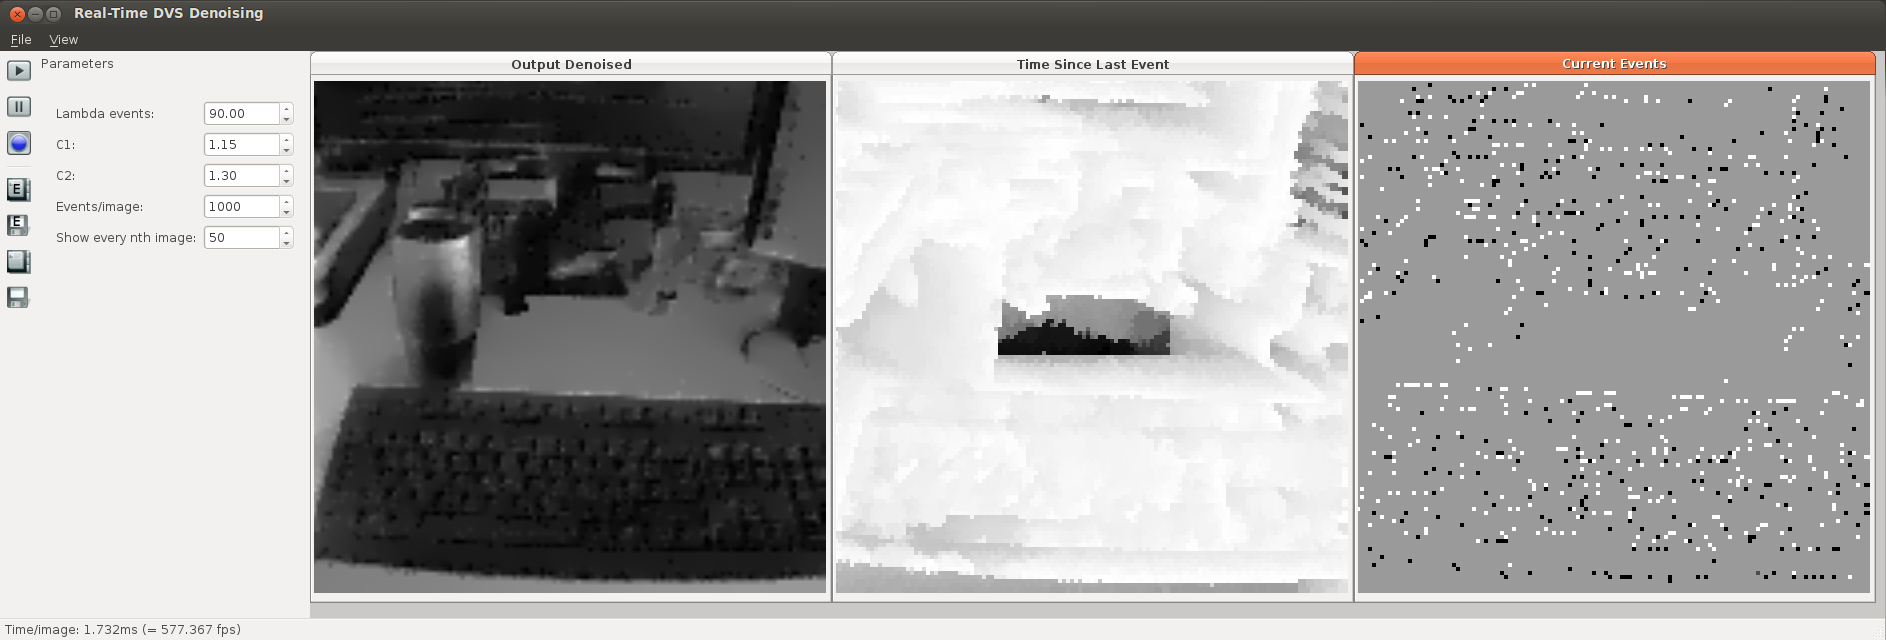 Real-Time DVS Denoising
File View
Parameters
Lambda events: 90.00
C1: 1.15
C2: 1.30
Events/image: 1000
Show every nth image: 50
E
E
Output Denoised
Time Since Last Event
Current Events
Time/image: 1.732ms (= 577.367 fps)